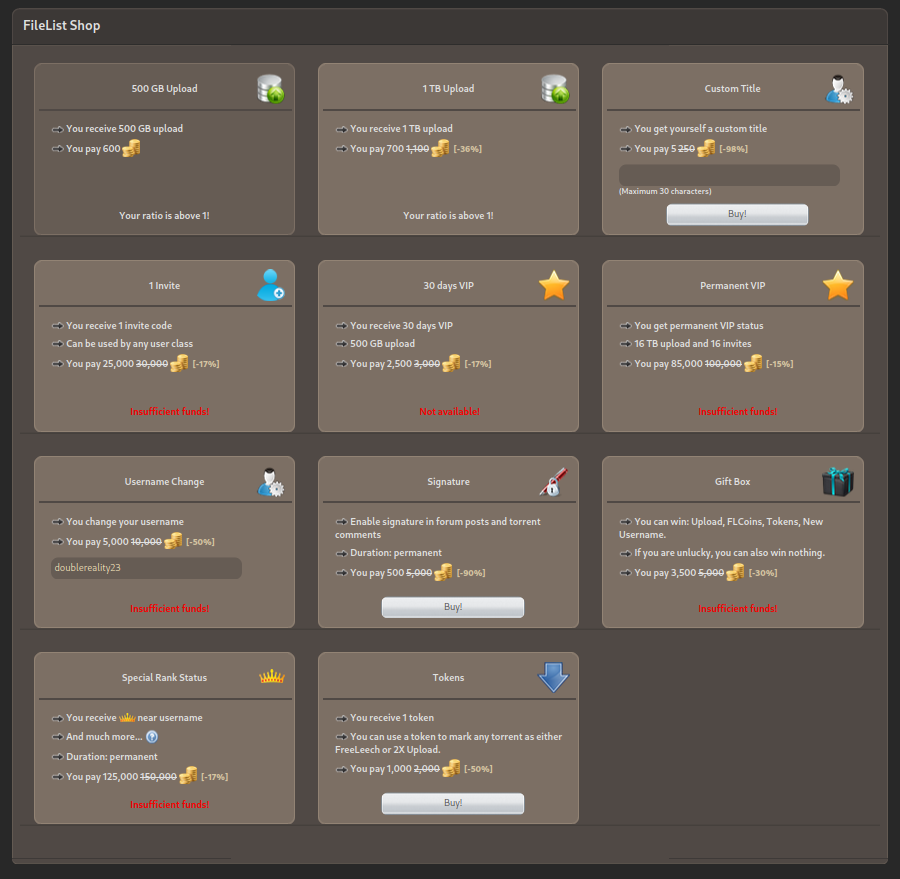 FileList Shop
500 GB Upload
You receive 500 GB upload
You pay 600
Your ratio is above 1!
1 TB Upload
You receive 1 TB upload
You pay 700 1,100 [-36%]
Your ratio is above 1!
Custom Title
You get yourself a custom title
You pay 5 250 [-98%]
(Maximum 30 characters)
Buy!
1 Invite
You receive 1 invite code
Can be used by any user class
You pay 25,000 30,000 [-17%]
Insufficient funds!
30 days VIP
You receive 30 days VIP
500 GB upload
You pay 2,500 3,000 [-17%]
Not available!
Permanent VIP
You get permanent VIP status
16 TB upload and 16 invites
You pay 85,000 100,000 [-15%]
Insufficient funds!
Username Change
You change your username
You pay 5,000 10,000 [-50%]
doublereality23
Insufficient funds!
Signature
Enable signature in forum posts and torrent
comments
Duration: permanent
You pay 500 5,000 [-90%]
Buy!
Gift Box
You can win: Upload, FLCoins, Tokens, New
Username.
If you are unlucky, you can also win nothing.
You pay 3,500 5,000 [-30%]
Insufficient funds!
Special Rank Status
You receive near username
And much more...
Duration: permanent
You pay 125,000 150,000 [-17%]
Insufficient funds!
Tokens
You receive 1 token
You can use a token to mark any torrent as either
FreeLeech or 2X Upload.
You pay 1,000 2,000 [-50%]
Buy!